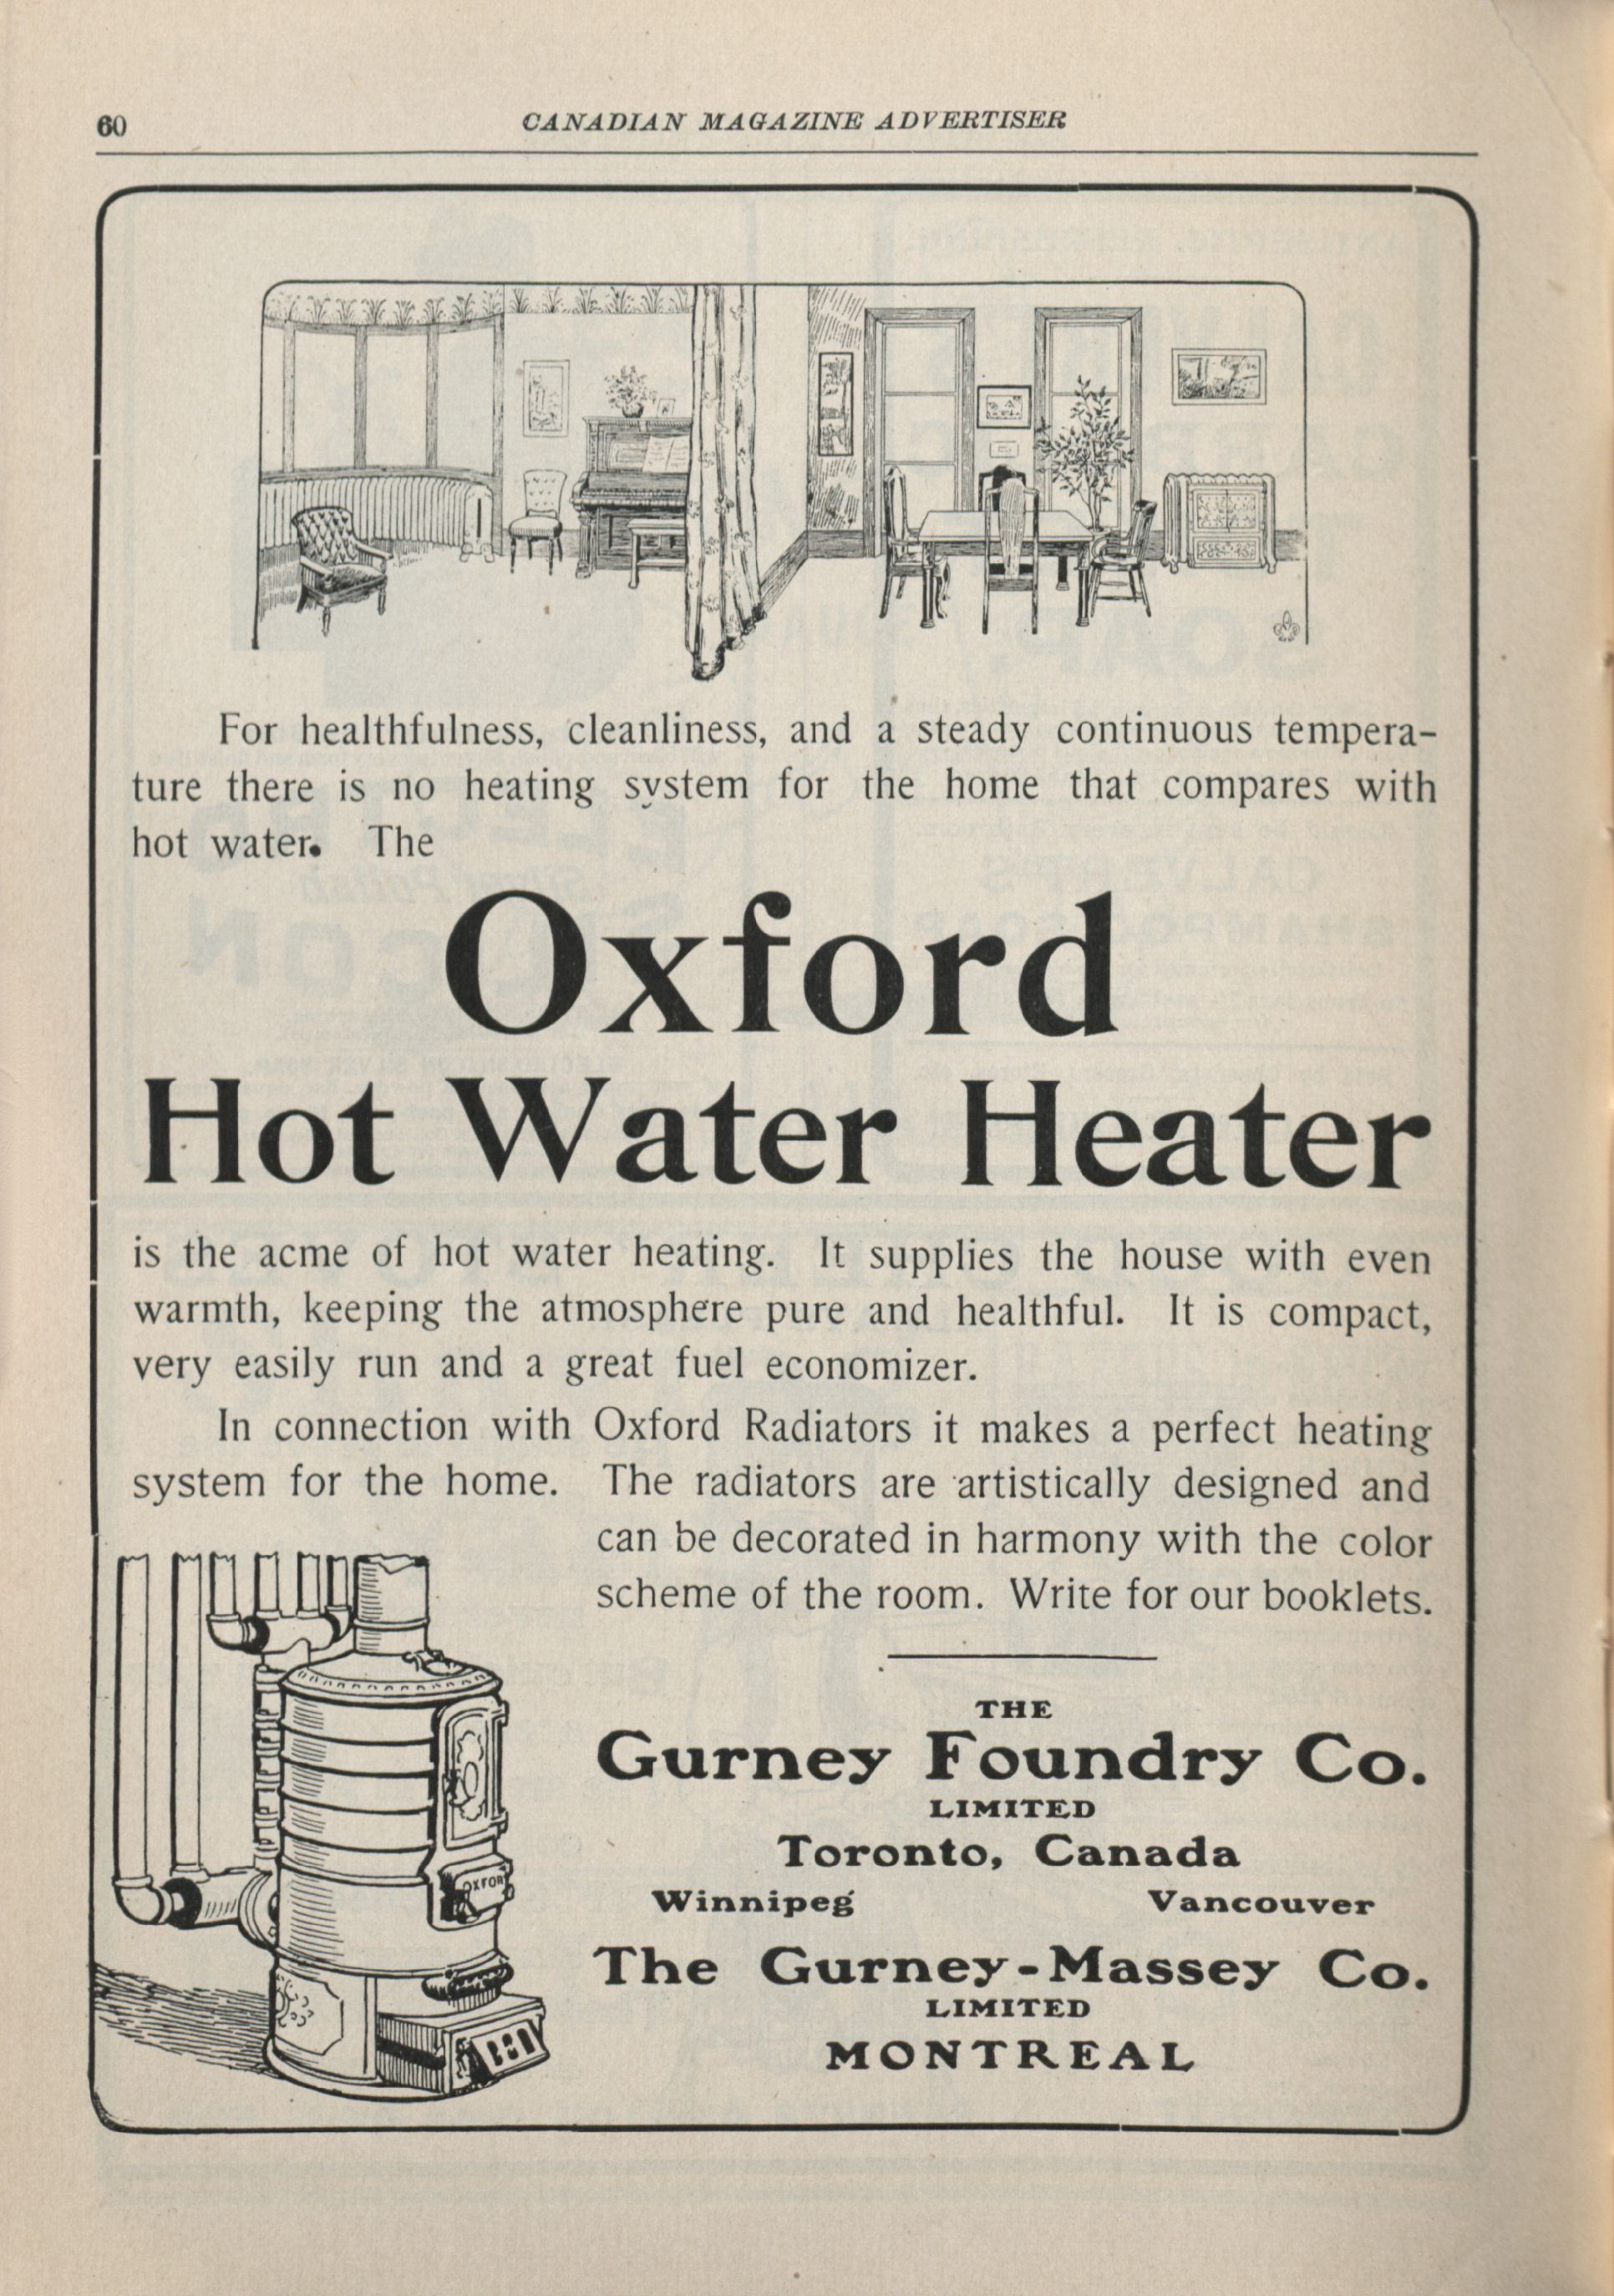 60
CANADIAN MAGAZINE ADVERTISER
For healthfulness, cleanliness, and a steady continuous tempera-
ture there is no heating system for the home that compares with
hot water. The
Oxford
Hot Water Heater
is the acme of hot water heating. It supplies the house with even
warmth, keeping the atmosphere pure and healthful. It is compact,
very easily run and a great fuel economizer.
In connection with Oxford Radiators it makes a perfect heating
system for the home. The radiators are artistically designed and
can be decorated in harmony with the color
scheme of the room. Write for our booklets.
OXFOR
THE
Gurney Foundry Co.
LIMITED
Toronto, Canada
Winnipeg Vancouver
The Gurney-Massey Co.
LIMITED
MONTREAL